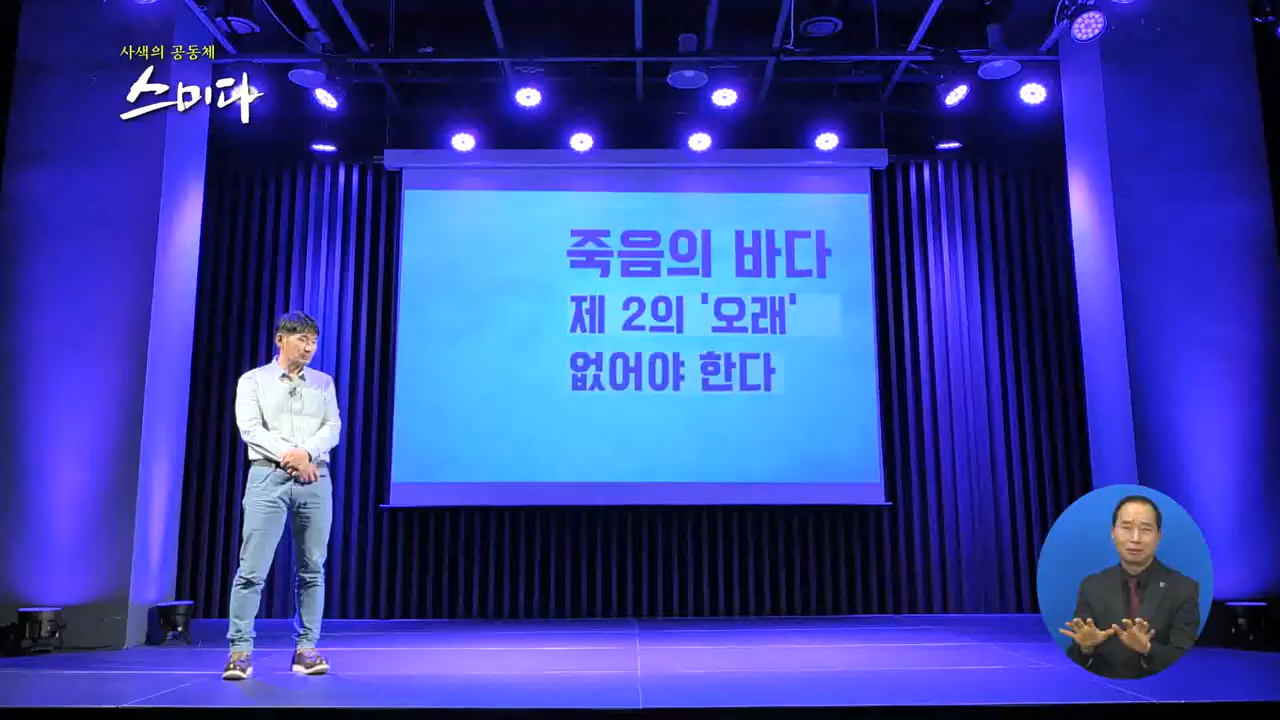 사색의 공동체
스미다
죽음의 바다
제 2의 '오래'
없어야 한다